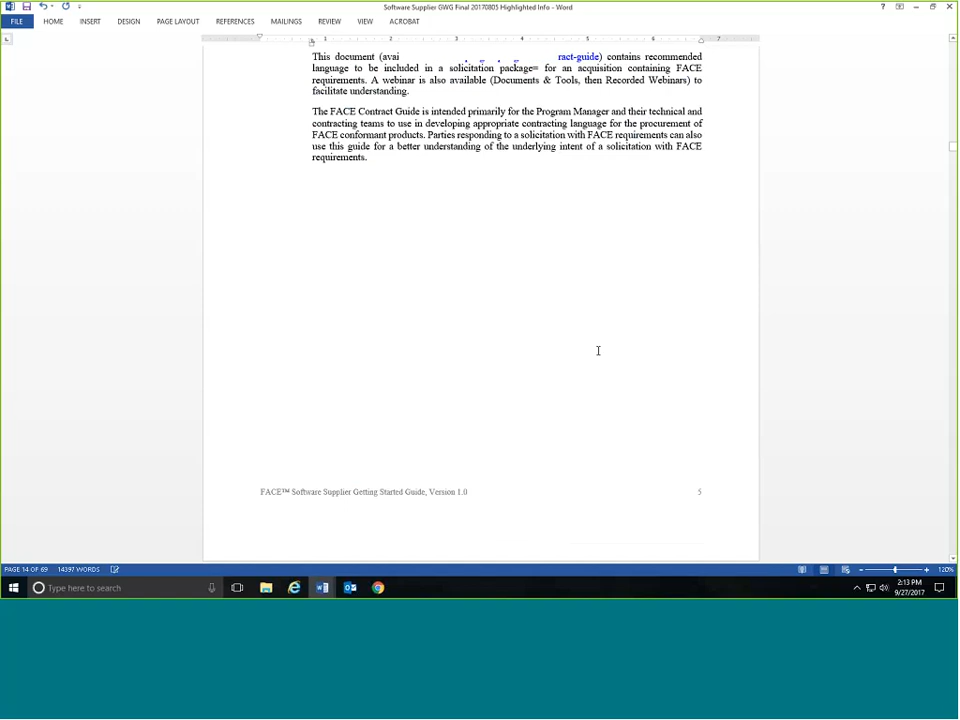 Software Supplier GWG Final 20170805 Highlighted Info - Word
FILE HOME INSERT DESIGN PAGE LAYOUT REFERENCES MAILINGS REVIEW VIEW ACROBAT
1 2 3 4 5 6 7
This document (avai ract-guide) contains recommended
language to be included in a solicitation package= for an acquisition containing FACE
requirements. A webinar is also available (Documents & Tools, then Recorded Webinars) to
facilitate understanding.
The FACE Contract Guide is intended primarily for the Program Manager and their technical and
contracting teams to use in developing appropriate contracting language for the procurement of
FACE conformant products. Parties responding to a solicitation with FACE requirements can also
use this guide for a better understanding of the underlying intent of a solicitation with FACE
requirements.
FACE™ Software Supplier Getting Started Guide, Version 1.0 5
PAGE 14 OF 69 14397 WORDS 120%
Type here to search
2:13 PM
9/27/2017